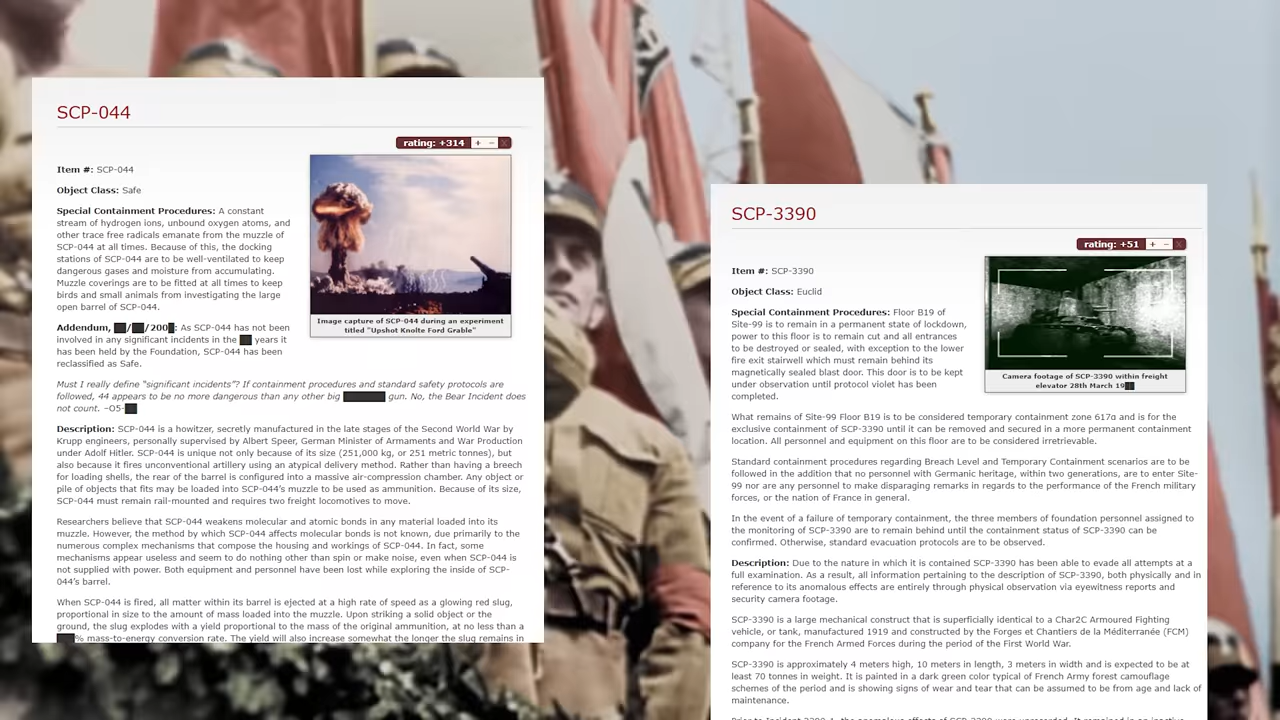 SCP-044
rating: +314 + − X
Item #: SCP-044
Object Class: Safe
Special Containment Procedures: A constant
stream of hydrogen ions, unbound oxygen atoms, and
other trace free radicals emanate from the muzzle of
SCP-044 at all times. Because of this, the docking
stations of SCP-044 are to be well-ventilated to keep
dangerous gases and moisture from accumulating.
Muzzle coverings are to be fitted at all times to keep
birds and small animals from investigating the large
open barrel of SCP-044.
Image capture of SCP-044 during an experiment
titled "Upshot Knolte Ford Grable"
Addendum, ██/██/200█: As SCP-044 has not been
involved in any significant incidents in the ██ years it
has been held by the Foundation, SCP-044 has been
reclassified as Safe.
Must I really define "significant incidents"? If containment procedures and standard safety protocols are
followed, 44 appears to be no more dangerous than any other big ███████ gun. No, the Bear Incident does
not count. –O5-██
Description: SCP-044 is a howitzer, secretly manufactured in the late stages of the Second World War by
Krupp engineers, personally supervised by Albert Speer, German Minister of Armaments and War Production
under Adolf Hitler. SCP-044 is unique not only because of its size (251,000 kg, or 251 metric tonnes), but
also because it fires unconventional artillery using an atypical delivery method. Rather than having a breech
for loading shells, the rear of the barrel is configured into a massive air-compression chamber. Any object or
pile of objects that fits may be loaded into SCP-044's muzzle to be used as ammunition. Because of its size,
SCP-044 must remain rail-mounted and requires two freight locomotives to move.
Researchers believe that SCP-044 weakens molecular and atomic bonds in any material loaded into its
muzzle. However, the method by which SCP-044 affects molecular bonds is not known, due primarily to the
numerous complex mechanisms that compose the housing and workings of SCP-044. In fact, some
mechanisms appear useless and seem to do nothing other than spin or make noise, even when SCP-044 is
not supplied with power. Both equipment and personnel have been lost while exploring the inside of SCP-
044's barrel.
When SCP-044 is fired, all matter within its barrel is ejected at a high rate of speed as a glowing red slug,
proportional in size to the amount of mass loaded into the muzzle. Upon striking a solid object or the
ground, the slug explodes with a yield proportional to the mass of the original ammunition, at no less than a
███% mass-to-energy conversion rate. The yield will also increase somewhat the longer the slug remains in
SCP-3390
rating: +51 + − X
Item #: SCP-3390
Object Class: Euclid
Special Containment Procedures: Floor B19 of
Site-99 is to remain in a permanent state of lockdown,
power to this floor is to remain cut and all entrances
to be destroyed or sealed, with exception to the lower
fire exit stairwell which must remain behind its
magnetically sealed blast door. This door is to be kept
under observation until protocol violet has been
completed.
Camera footage of SCP-3390 within freight
elevator 28th March 19██
What remains of Site-99 Floor B19 is to be considered temporary containment zone 617α and is for the
exclusive containment of SCP-3390 until it can be removed and secured in a more permanent containment
location. All personnel and equipment on this floor are to be considered irretrievable.
Standard containment procedures regarding Breach Level and Temporary Containment scenarios are to be
followed in the addition that no personnel with Germanic heritage, within two generations, are to enter Site-
99 nor are any personnel to make disparaging remarks in regards to the performance of the French military
forces, or the nation of France in general.
In the event of a failure of temporary containment, the three members of foundation personnel assigned to
the monitoring of SCP-3390 are to remain behind until the containment status of SCP-3390 can be
confirmed. Otherwise, standard evacuation protocols are to be observed.
Description: Due to the nature in which it is contained SCP-3390 has been able to evade all attempts at a
full examination. As a result, all information pertaining to the description of SCP-3390, both physically and in
reference to its anomalous effects are entirely through physical observation via eyewitness reports and
security camera footage.
SCP-3390 is a large mechanical construct that is superficially identical to a Char2C Armoured Fighting
vehicle, or tank, manufactured 1919 and constructed by the Forges et Chantiers de la Méditerranée (FCM)
company for the French Armed Forces during the period of the First World War.
SCP-3390 is approximately 4 meters high, 10 meters in length, 3 meters in width and is expected to be at
least 70 tonnes in weight. It is painted in a dark green color typical of French Army forest camouflage
schemes of the period and is showing signs of wear and tear that can be assumed to be from age and lack of
maintenance.